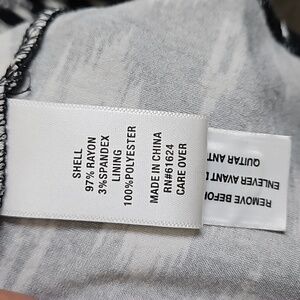 SHELL
97% RAYON
3%SPANDEX
LINING
100%POLYESTER
MADE IN CHINA
RN#61624
CARE OVER
REMOVE BEFOR
ENLEVER AVANT
QUITAR ANT